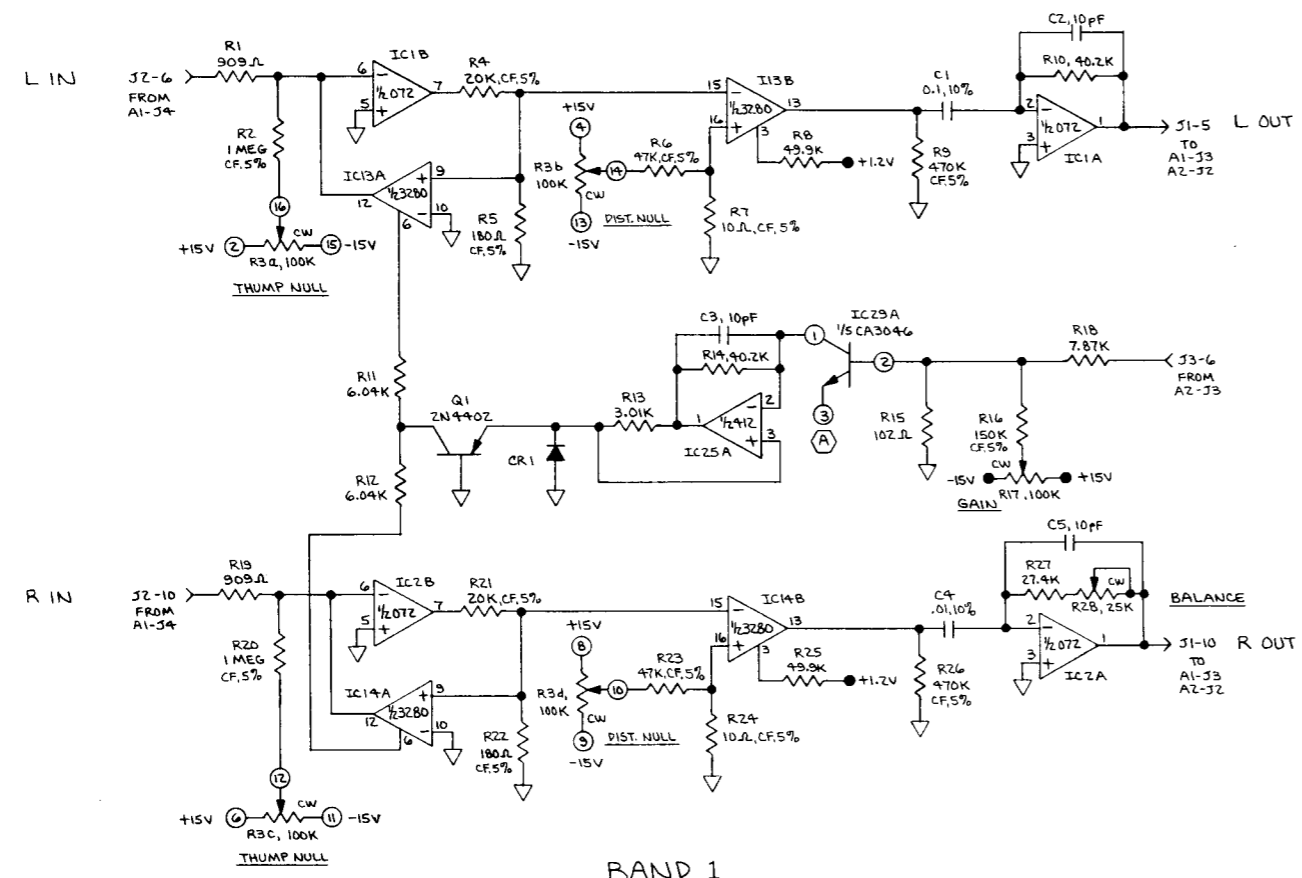 L IN
J2-6
FROM
A1-J4
R1
909Ω
R2
1 MEG
CF,5%
16
+15V 2 CW 15 -15V
R3a, 100K
THUMP NULL
IC1B
6
5
-
+
½ 072
7
R4
20K,CF,5%
IC13A
½3280
9
10
+
-
12
6
R5
180Ω
CF,5%
+15V
4
R3b
100K
CW
14
13
-15V
DIST. NULL
R6
47K,CF,5%
R7
10Ω,CF,5%
I13B
15
16
-
+
½3280
13
3
R8
49.9K
+1.2V
C1
0.1,10%
R9
470K
CF,5%
C2,10pF
R10,40.2K
2
3
-
+
½ 072
1
IC1A
J1-5
TO
A1-J3
A2-J2
L OUT
R11
6.04K
R12
6.04K
Q1
2N4402
CR1
R13
3.01K
C3,10pF
R14,40.2K
1
½412
-
+
2
3
IC25A
IC29A
1/5 CA3046
1
2
3
A
R15
102Ω
R16
150K
CF,5%
CW
-15V
+15V
R17,100K
GAIN
R18
7.87K
J3-6
FROM
A2-J3
R IN
J2-10
FROM
A1-J4
R19
909Ω
R20
1 MEG
CF,5%
12
+15V 6 CW 11 -15V
R3C, 100K
THUMP NULL
IC2B
6
5
-
+
½ 072
7
R21
20K,CF,5%
IC14A
½3280
9
10
+
-
12
6
R22
180Ω
CF,5%
+15V
8
R3d,
100K
CW
10
9
-15V
DIST. NULL
R23
47K,CF,5%
R24
10Ω,CF,5%
IC14B
15
16
-
+
½3280
13
3
R25
49.9K
+1.2V
C4
.01,10%
R26
470K
CF,5%
C5,10pF
R27
27.4K
CW
R28, 25K
BALANCE
2
3
-
+
½ 072
1
IC2A
J1-10
TO
A1-J3
A2-J2
R OUT
BAND 1